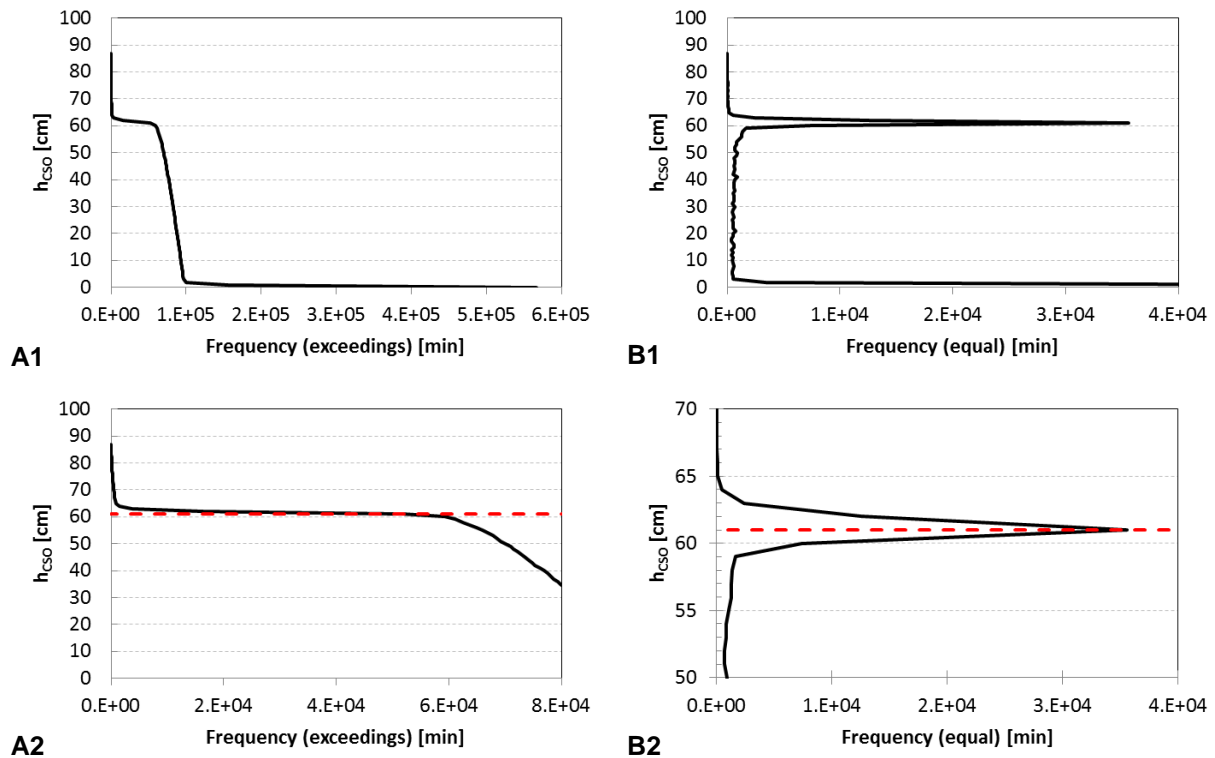 100
90
80
70
60
50
40
30
20
10
0
hCSO [cm]
0.E+00 1.E+05 2.E+05 3.E+05 4.E+05 5.E+05 6.E+05
Frequency (exceedings) [min]
A1
100
90
80
70
60
50
40
30
20
10
0
hCSO [cm]
0.E+00 1.E+04 2.E+04 3.E+04 4.E+04
Frequency (equal) [min]
B1
100
90
80
70
60
50
40
30
20
10
0
hCSO [cm]
0.E+00 2.E+04 4.E+04 6.E+04 8.E+04
Frequency (exceedings) [min]
A2
70
65
60
55
50
hCSO [cm]
0.E+00 1.E+04 2.E+04 3.E+04 4.E+04
Frequency (equal) [min]
B2